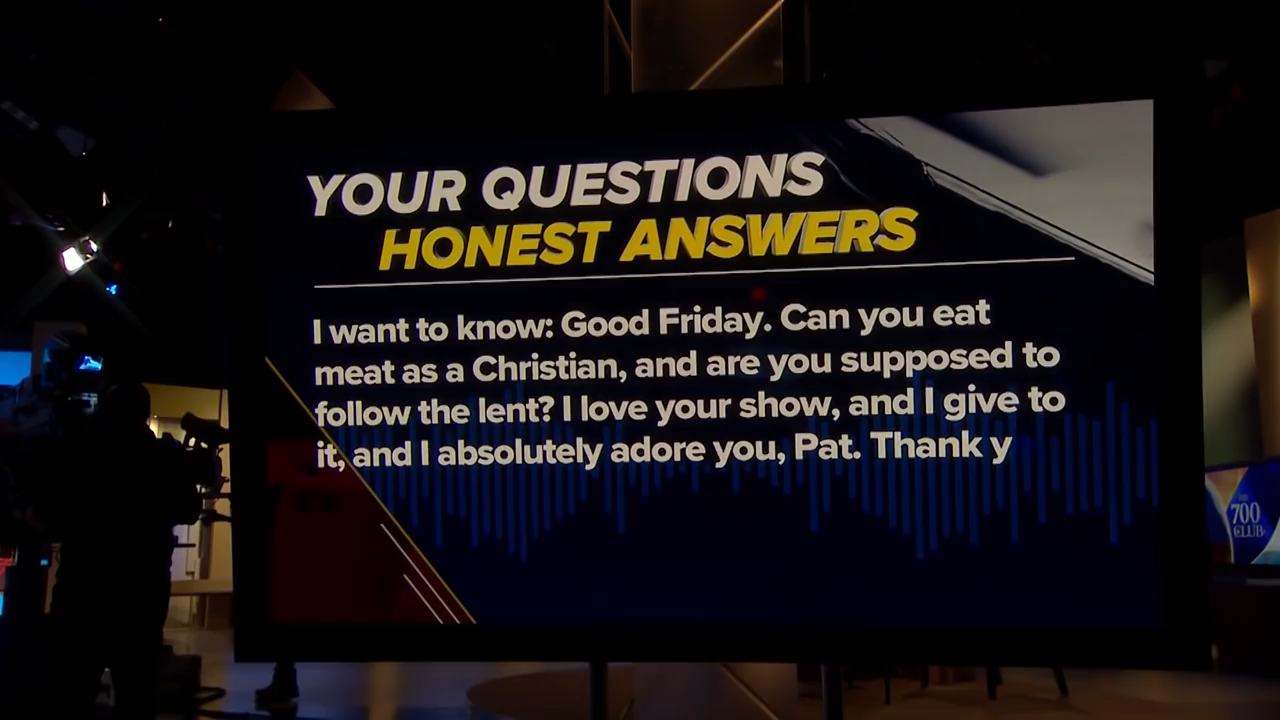 YOUR QUESTIONS
HONEST ANSWERS
I want to know: Good Friday. Can you eat
meat as a Christian, and are you supposed to
follow the lent? I love your show, and I give to
it, and I absolutely adore you, Pat. Thank y
THE
700
CLUB